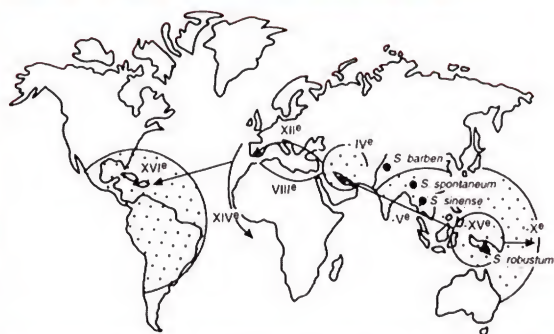 XIIe
IVe
S barberi
XVIe
S spontaneum
VIIIe
S sinense
XIVe
-Ve
-XVe
-Xe
S robustum